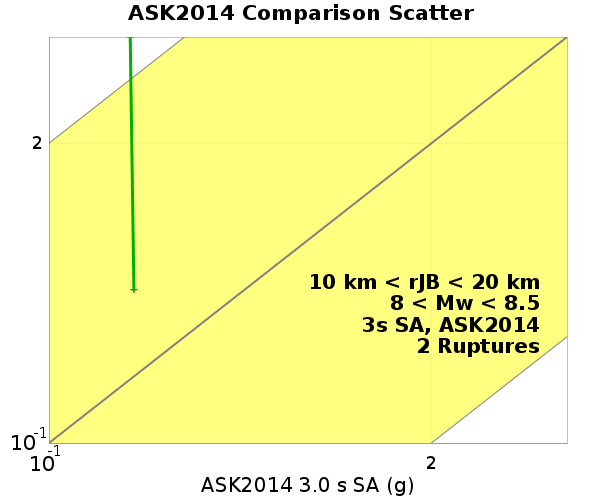 ASK2014 Comparison Scatter
2
10 km < rJB < 20 km
8 < Mw < 8.5
3s SA, ASK2014
2 Ruptures
10⁻¹
10⁻¹
2
ASK2014 3.0 s SA (g)